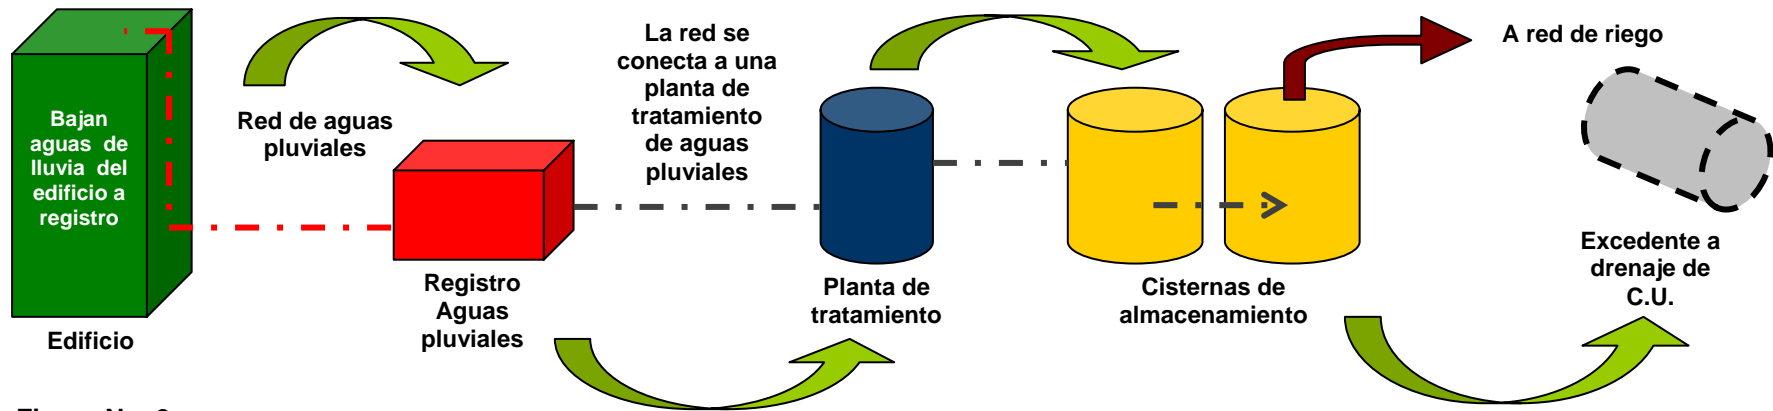 Bajan
aguas de
lluvia del
edificio a
registro
Edificio
Red de aguas
pluviales
Registro
Aguas
pluviales
La red se
conecta a una
planta de
tratamiento
de aguas
pluviales
Planta de
tratamiento
Cisternas de
almacenamiento
A red de riego
Excedente a
drenaje de
C.U.